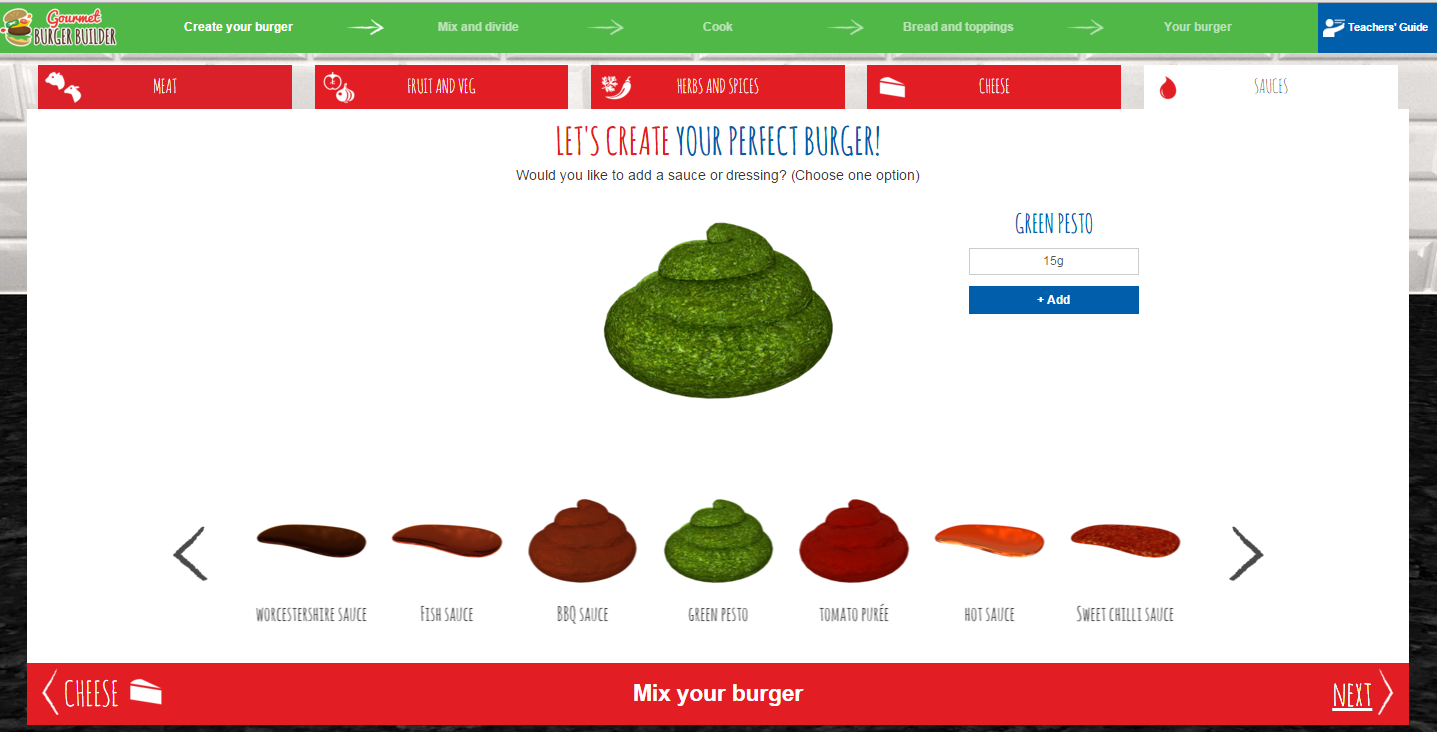 Gourmet
BURGER BUILDER
Create your burger
Mix and divide
Cook
Bread and toppings
Your burger
Teachers' Guide
MEAT
FRUIT AND VEG
HERBS AND SPICES
CHEESE
SAUCES
LET'S CREATE YOUR PERFECT BURGER!
Would you like to add a sauce or dressing? (Choose one option)
GREEN PESTO
15g
+ Add
WORCESTERSHIRE SAUCE
FISH SAUCE
BBQ SAUCE
GREEN PESTO
TOMATO PURÉE
HOT SAUCE
SWEET CHILLI SAUCE
CHEESE
Mix your burger
NEXT